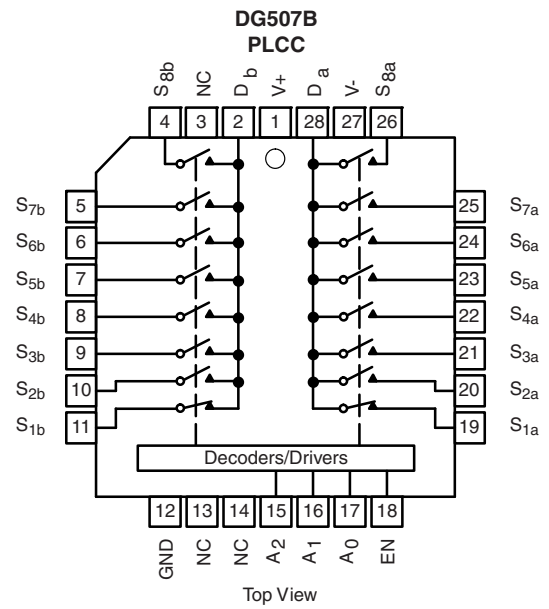 DG507B
PLCC
S8b NC Db V+ Da V- S8a
4 3 2 1 28 27 26
S7b 5 25 S7a
S6b 6 24 S6a
S5b 7 23 S5a
S4b 8 22 S4a
S3b 9 21 S3a
S2b 10 20 S2a
S1b 11 19 S1a
Decoders/Drivers
12 13 14 15 16 17 18
GND NC NC A2 A1 A0 EN
Top View